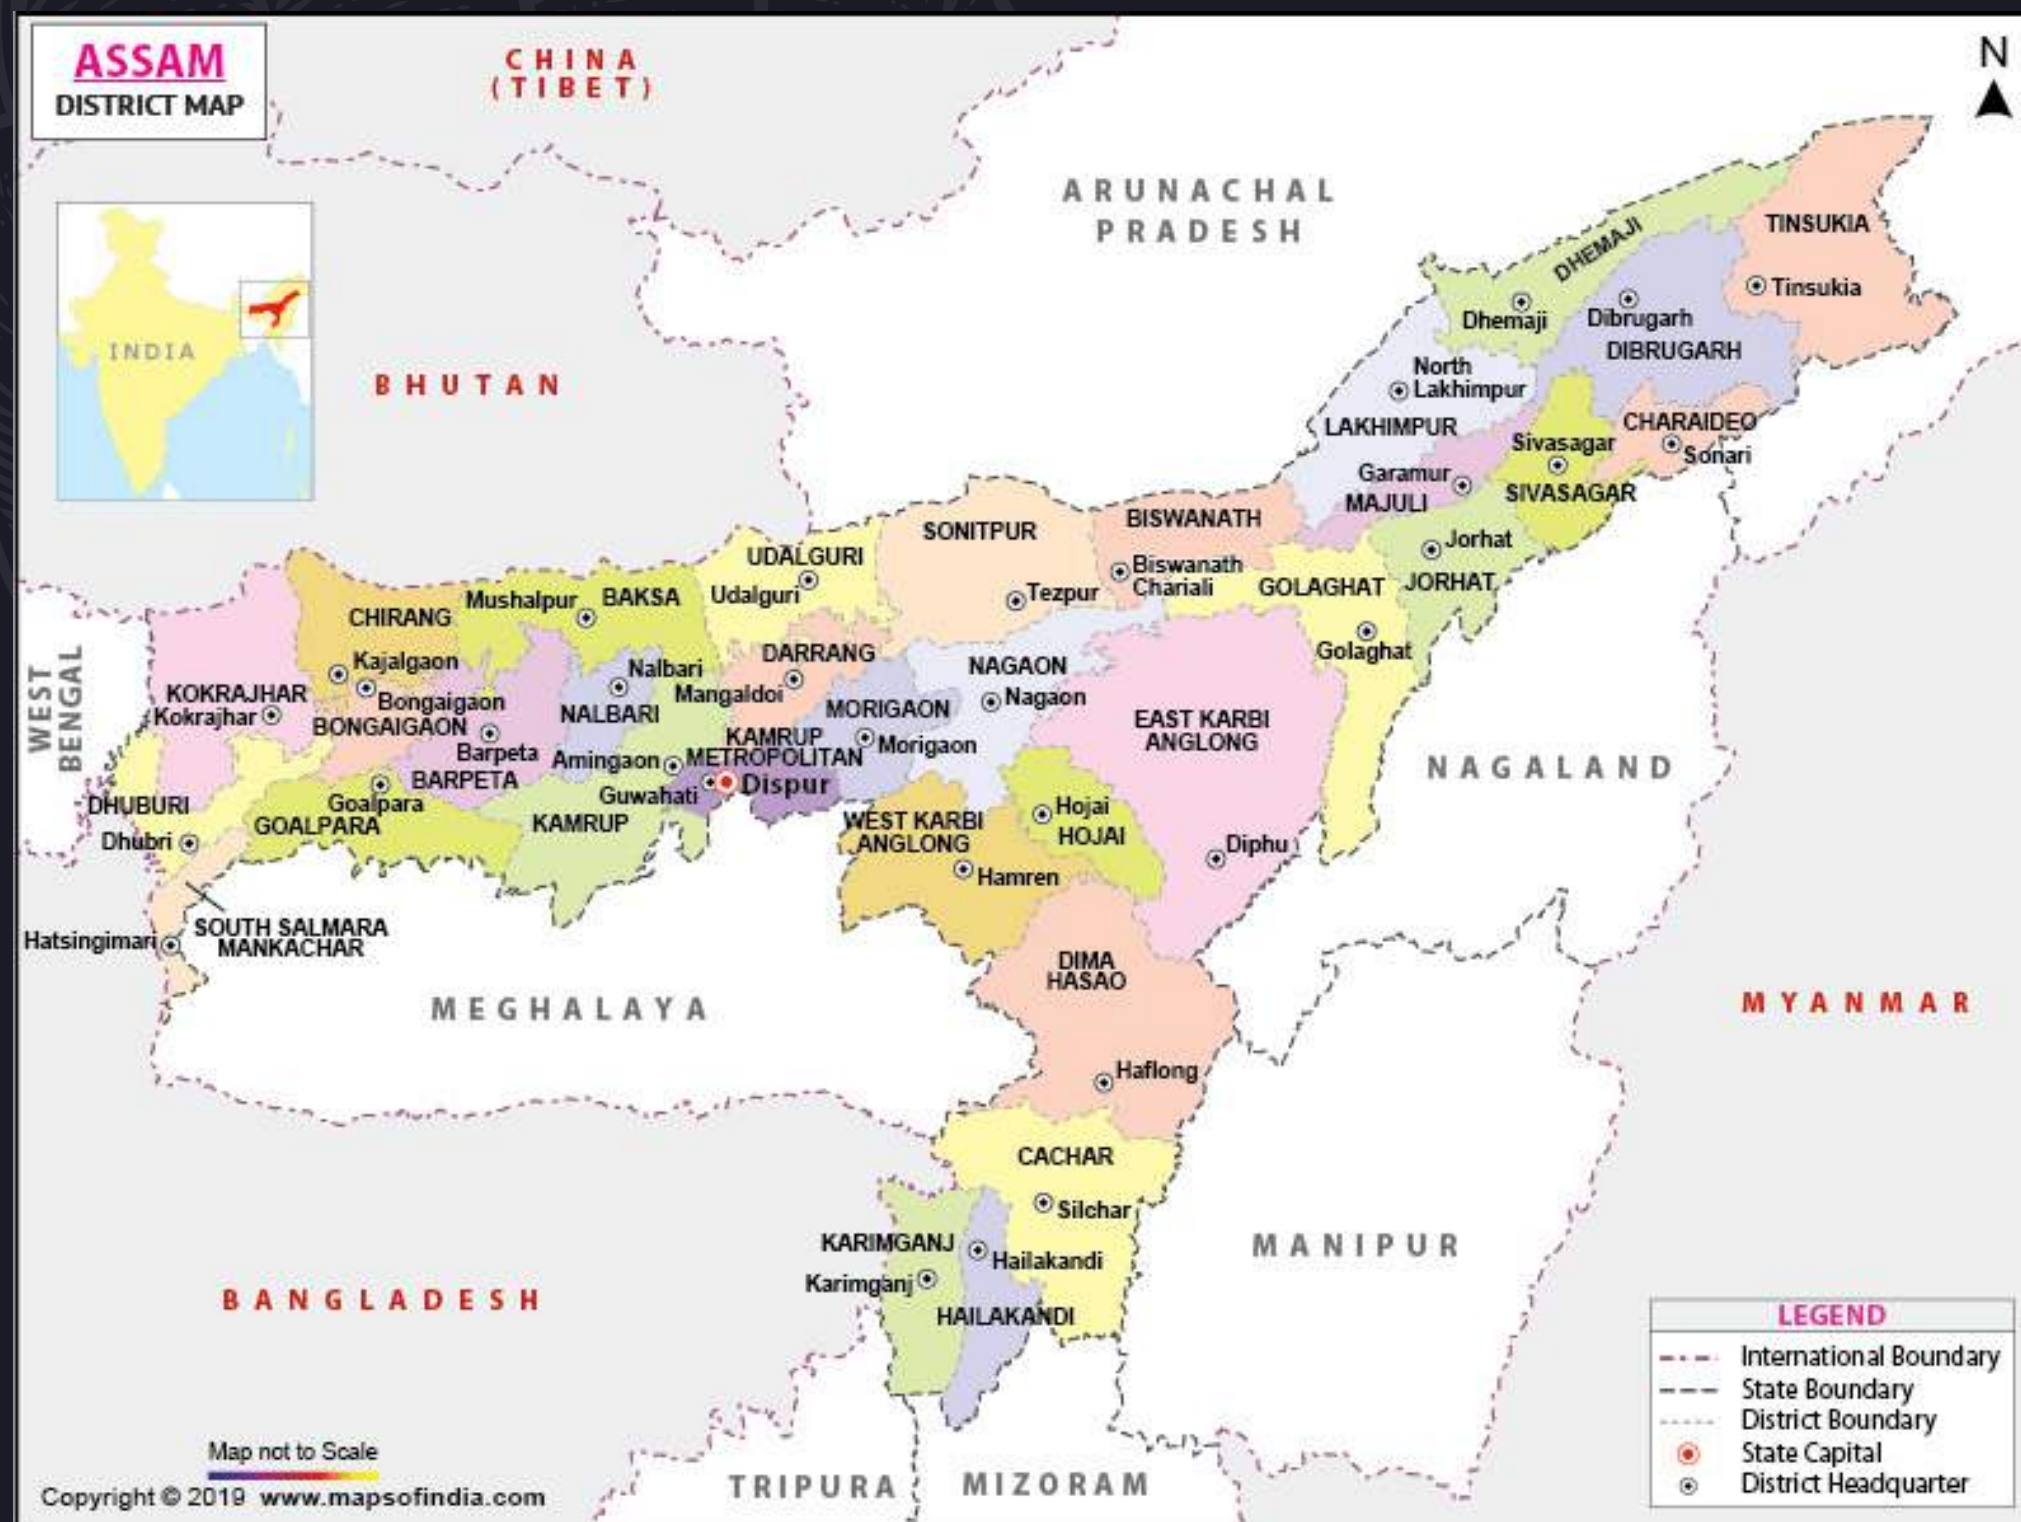 ASSAM
DISTRICT MAP
CHINA
(TIBET)
N
ARUNACHAL
PRADESH
INDIA
BHUTAN
TINSUKIA
Tinsukia
DHEMAJI
Dhemaji
Dibrugarh
DIBRUGARH
North
Lakhimpur
LAKHIMPUR
CHARAIDEO
Sonari
Sivasagar
SIVASAGAR
Garamur
MAJULI
Jorhat
JORHAT
SONITPUR
Tezpur
BISWANATH
Biswanath
Chariali
GOLAGHAT
Golaghat
UDALGURI
Udalguri
Mushalpur
BAKSA
CHIRANG
Kajalgaon
Bongaigaon
BONGAIGAON
KOKRAJHAR
Kokrajhar
WEST
BENGAL
Nalbari
NALBARI
DARRANG
Mangaldoi
NAGAON
Nagaon
MORIGAON
Morigaon
KAMRUP
METROPOLITAN
Dispur
Guwahati
Amingaon
KAMRUP
Barpeta
BARPETA
Goalpara
GOALPARA
DHUBURI
Dhubri
EAST KARBI
ANGLONG
Diphu
NAGALAND
Hojai
HOJAI
WEST KARBI
ANGLONG
Hamren
SOUTH SALMARA
MANKACHAR
Hatsingimari
MEGHALAYA
DIMA
HASAO
Haflong
MYANMAR
CACHAR
Silchar
KARIMGANJ
Karimganj
Hailakandi
HAILAKANDI
MANIPUR
BANGLADESH
TRIPURA
MIZORAM
LEGEND
International Boundary
State Boundary
District Boundary
State Capital
District Headquarter
Map not to Scale
Copyright © 2019 www.mapsofindia.com